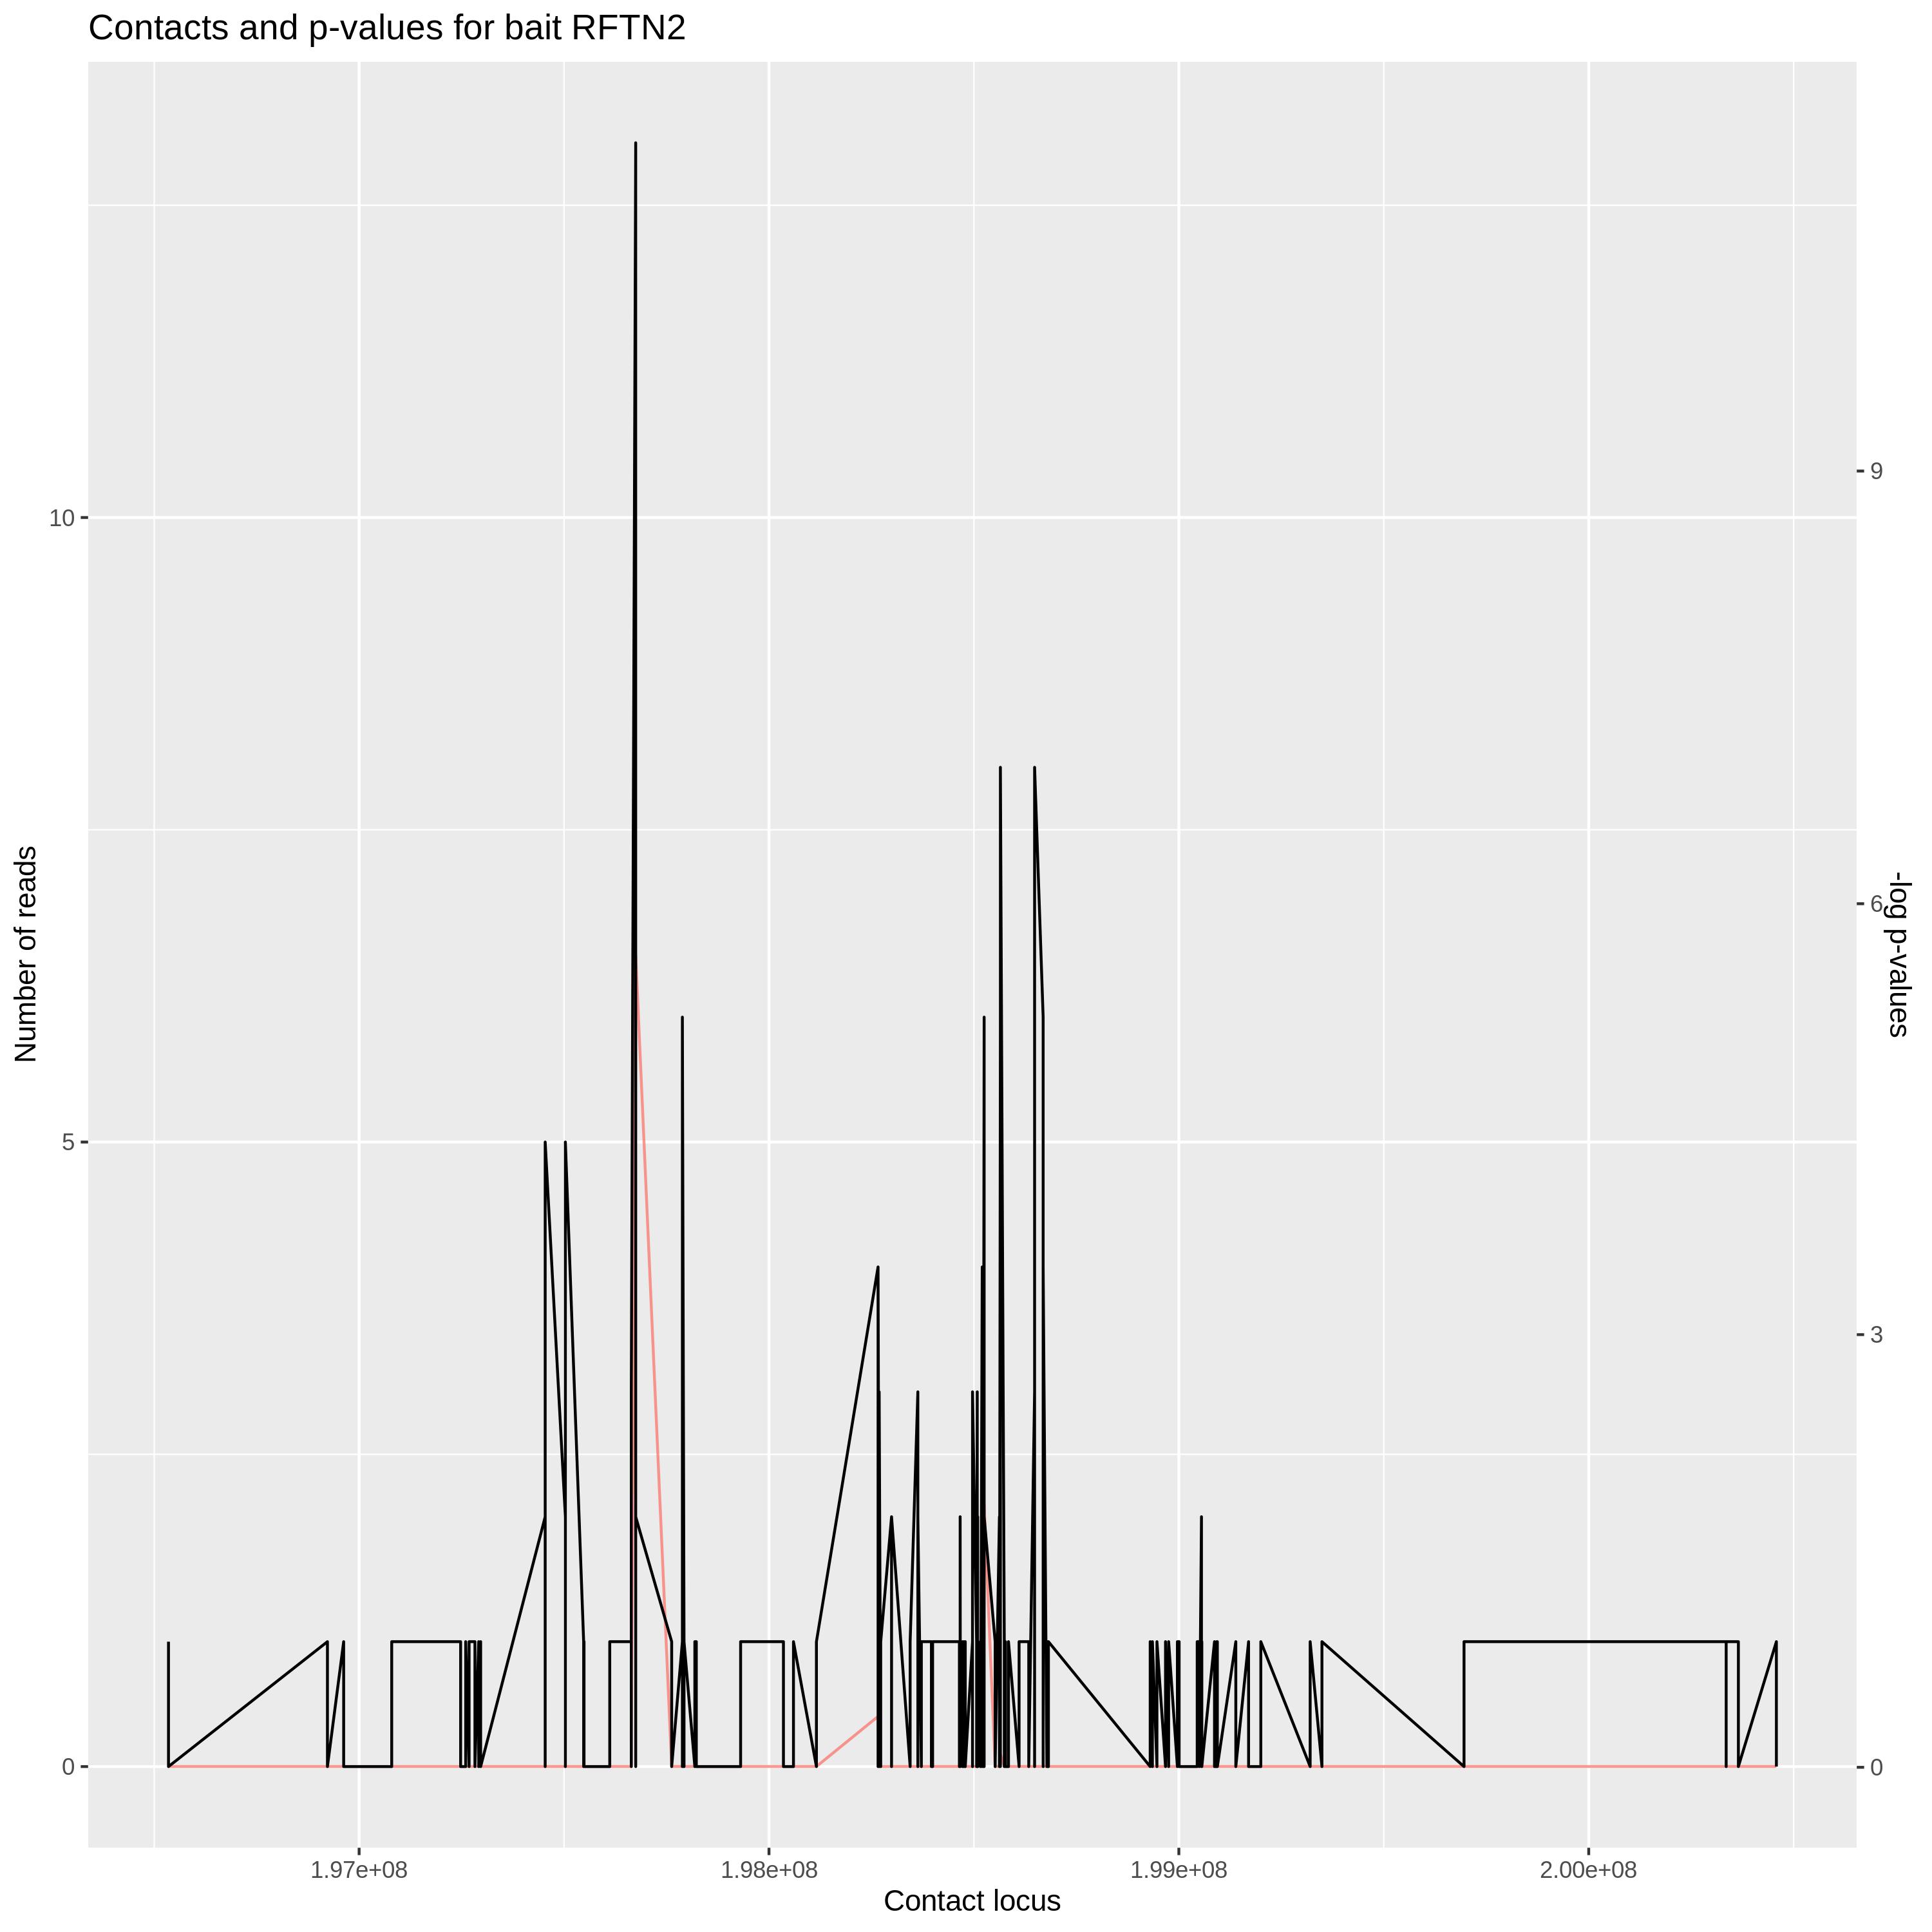 Contacts and p-values for bait RFTN2
10
5
0
Number of reads
9
6
3
0
-log p-values
1.97e+08
1.98e+08
1.99e+08
2.00e+08
Contact locus